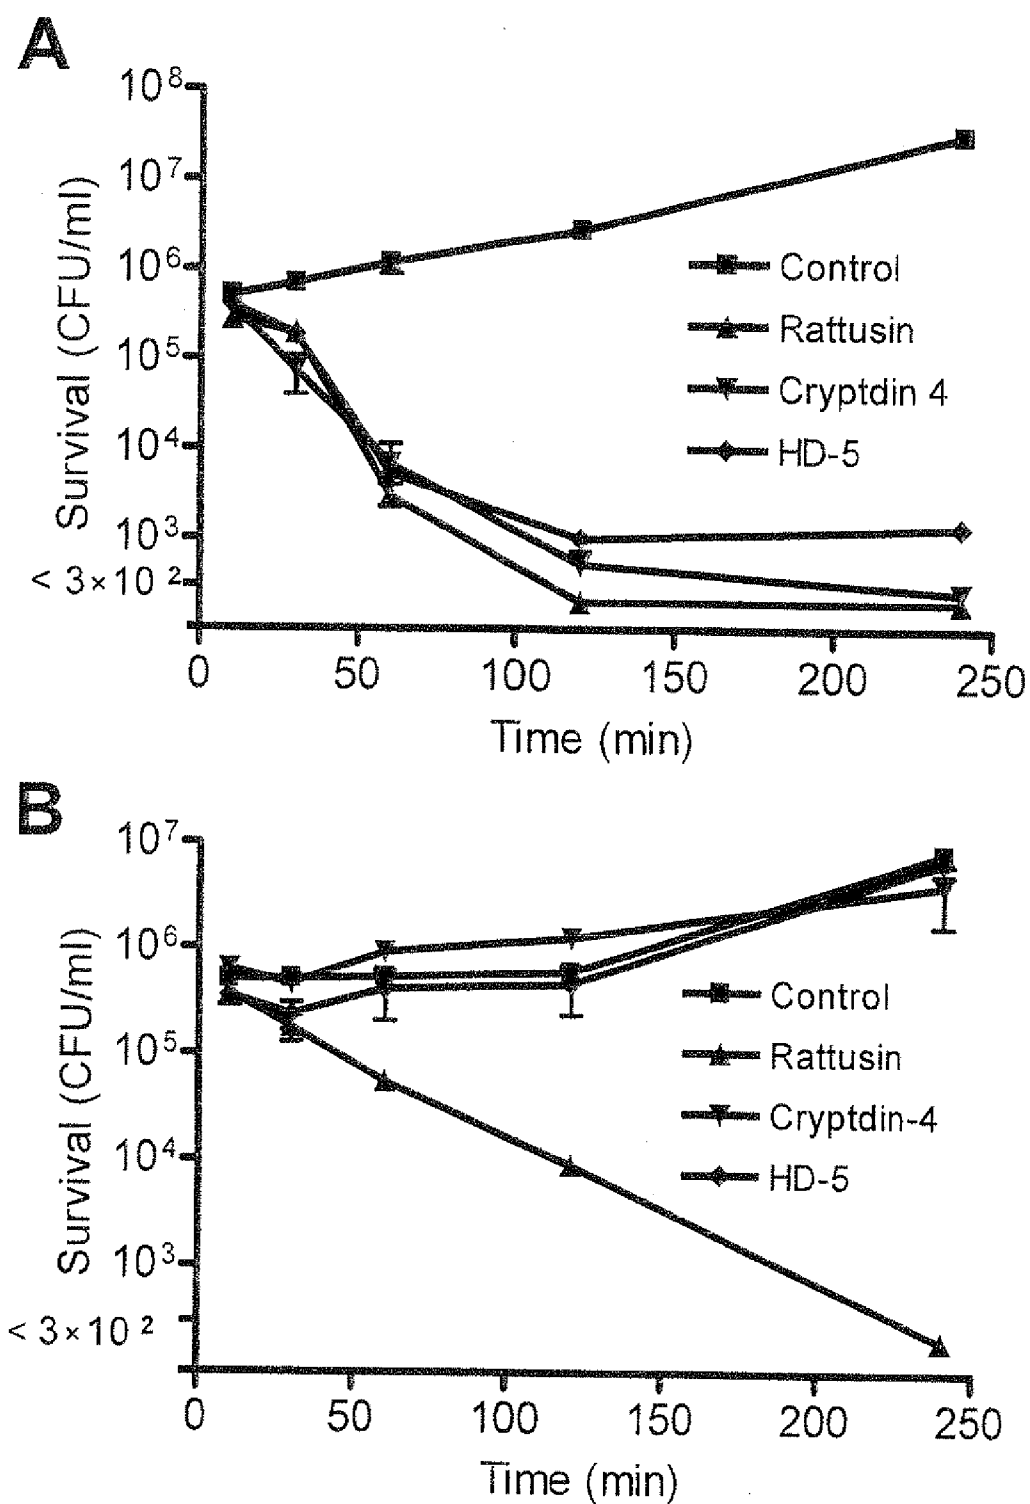 A
10⁸
10⁷
10⁶
10⁵
10⁴
10³
< 3×10 ²
Survival (CFU/ml)
Control
Rattusin
Cryptdin 4
HD-5
0 50 100 150 200 250
Time (min)
B
10⁷
10⁶
10⁵
10⁴
10³
< 3×10 ²
Survival (CFU/ml)
Control
Rattusin
Cryptdin-4
HD-5
0 50 100 150 200 250
Time (min)